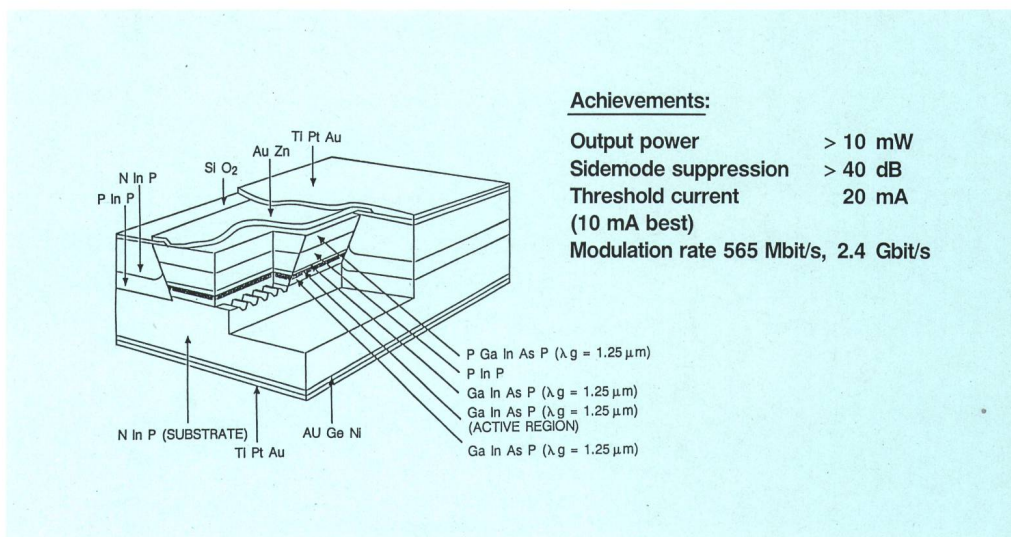 Achievements:
Output power > 10 mW
Sidemode suppression > 40 dB
Threshold current 20 mA
(10 mA best)
Modulation rate 565 Mbit/s, 2.4 Gbit/s
Ti Pt Au
Au Zn
Si O2
N In P
P In P
P Ga In As P (λg = 1.25 μm)
P In P
Ga In As P (λg = 1.25 μm)
Ga In As P (λg = 1.25 μm)
(ACTIVE REGION)
Ga In As P (λg = 1.25 μm)
N In P (SUBSTRATE)
Ti Pt Au
AU Ge Ni